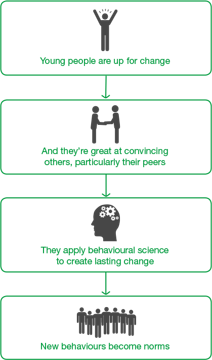 Young people are up for change
And they're great at convincing
others, particularly their peers
They apply behavioural science
to create lasting change
New behaviours become norms